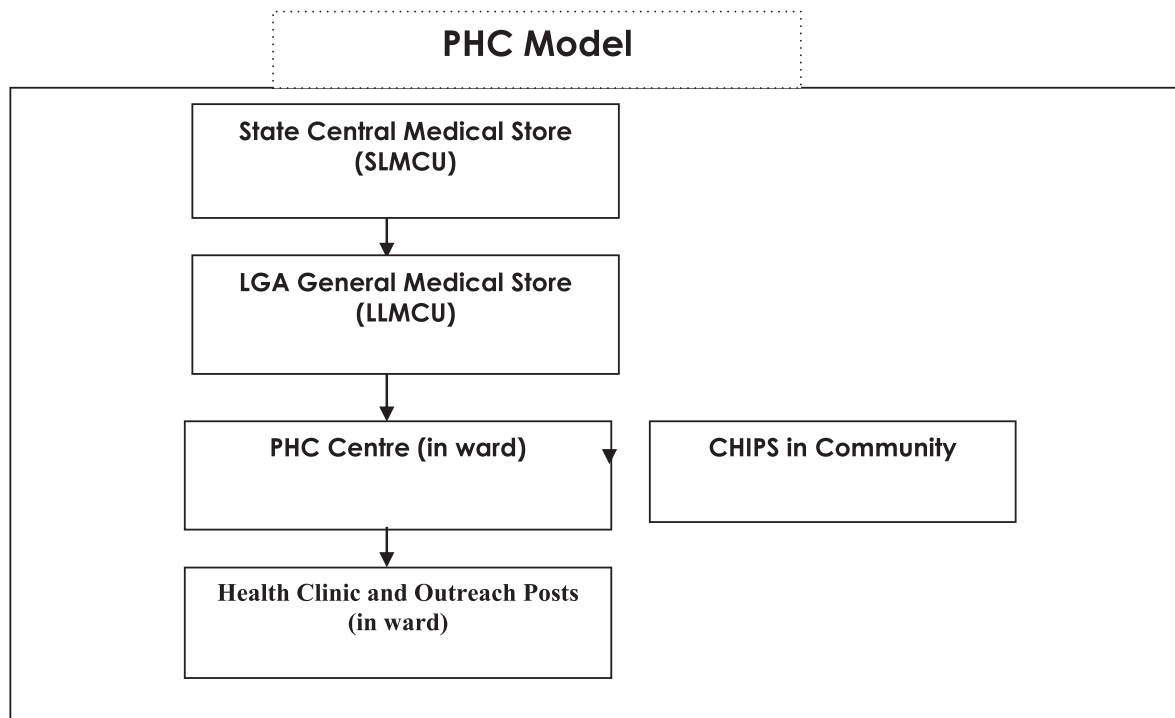 PHC Model
State Central Medical Store
(SLMCU)
LGA General Medical Store
(LLMCU)
PHC Centre (in ward)
CHIPS in Community
Health Clinic and Outreach Posts
(in ward)